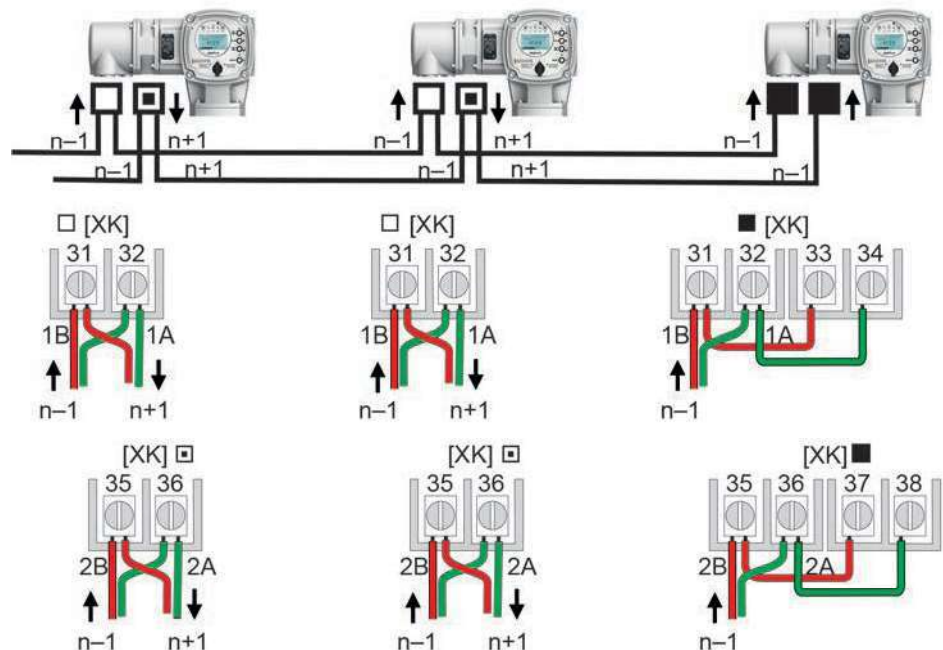 n–1 n+1 n–1 n+1 n–1
n–1 n+1 n–1 n+1 n–1
[XK] [XK] [XK]
31 32 31 32 31 32 33 34
1B 1A 1B 1A 1B 1A
n–1 n+1 n–1 n+1 n–1
[XK] [XK] [XK]
35 36 35 36 35 36 37 38
2B 2A 2B 2A 2B 2A
n–1 n+1 n–1 n+1 n–1